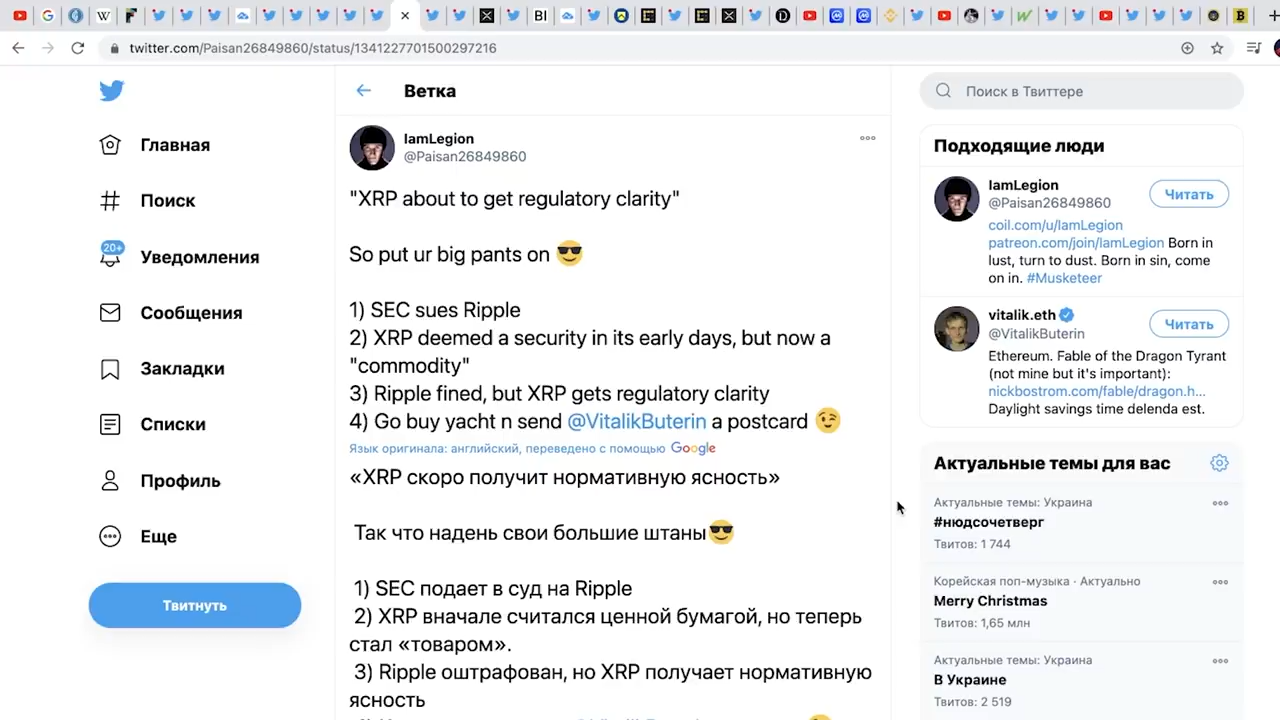 twitter.com/Paisan26849860/status/1341227701500297216
Главная
Поиск
20+
Уведомления
Сообщения
Закладки
Списки
Профиль
Еще
Твитнуть
Ветка
IamLegion
@Paisan26849860
"XRP about to get regulatory clarity"
So put ur big pants on 😎
1) SEC sues Ripple
2) XRP deemed a security in its early days, but now a
"commodity"
3) Ripple fined, but XRP gets regulatory clarity
4) Go buy yacht n send @VitalikButerin a postcard 😉
Язык оригинала: английский, переведено с помощью Google
«XRP скоро получит нормативную ясность»
Так что надень свои большие штаны😎
1) SEC подает в суд на Ripple
2) XRP вначале считался ценной бумагой, но теперь
стал «товаром».
3) Ripple оштрафован, но XRP получает нормативную
ясность
Поиск в Твиттере
Подходящие люди
IamLegion
@Paisan26849860
Читать
coil.com/u/IamLegion
patreon.com/join/IamLegion Born in
lust, turn to dust. Born in sin, come
on in. #Musketeer
vitalik.eth
@VitalikButerin
Читать
Ethereum. Fable of the Dragon Tyrant
(not mine but it's important):
nickbostrom.com/fable/dragon.h...
Daylight savings time delenda est.
Актуальные темы для вас
Актуальные темы: Украина
#нюдсочетверг
Твитов: 1 744
Корейская поп-музыка · Актуально
Merry Christmas
Твитов: 1,65 млн
Актуальные темы: Украина
В Украине
Твитов: 2 519